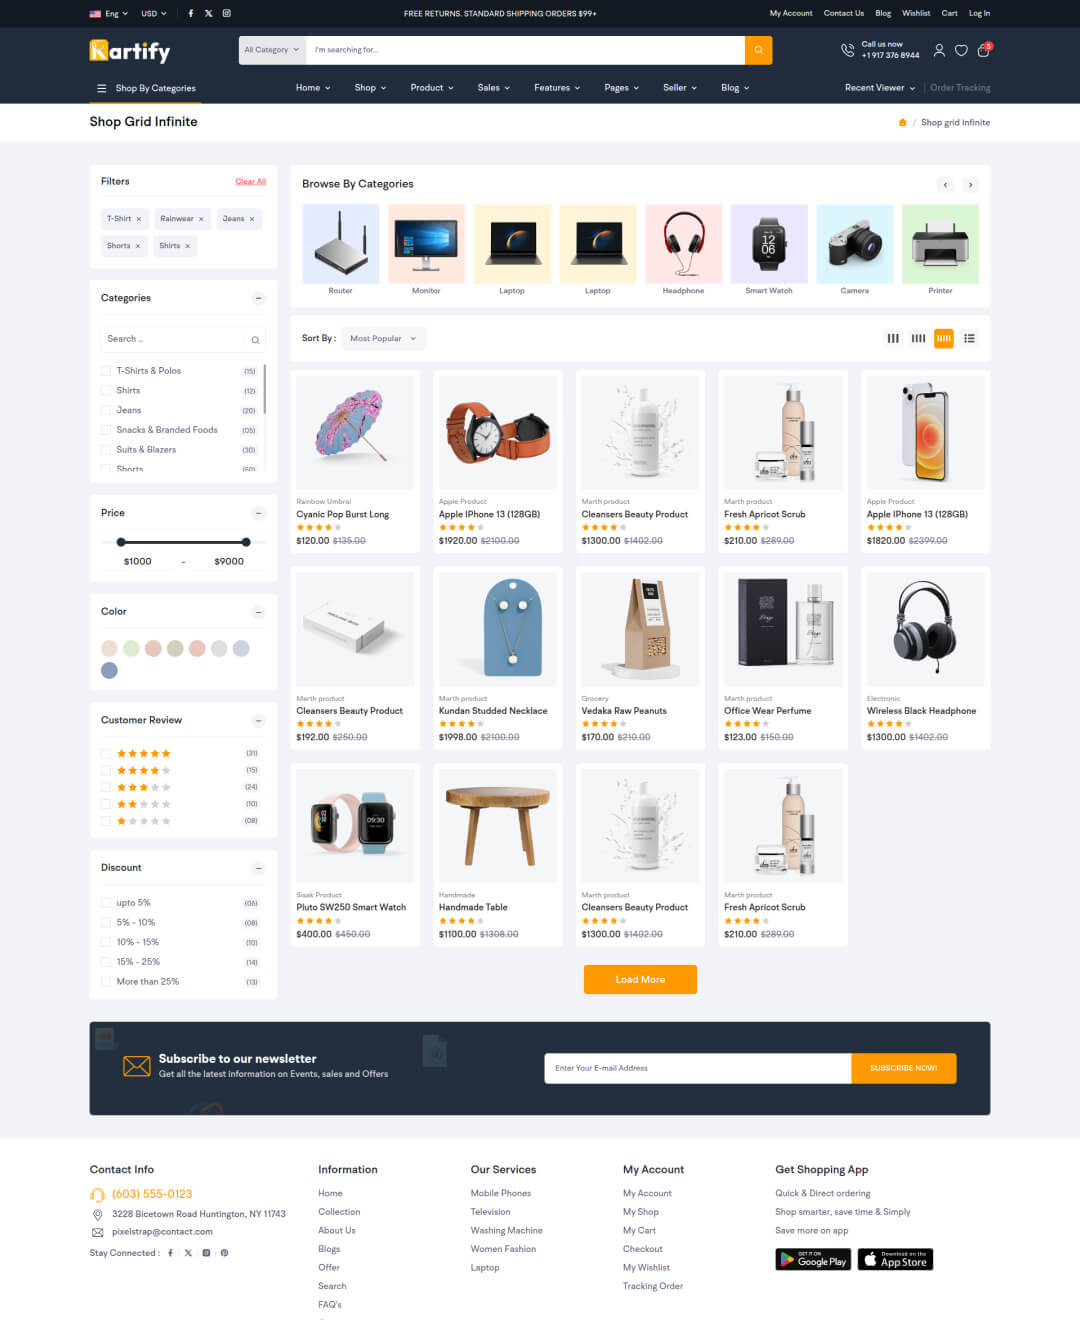 Eng USD FREE RETURNS. STANDARD SHIPPING ORDERS $99+ My Account Contact Us Blog Wishlist Cart Log In
Kartify
All Category I'm searching for...
Call us now
+1 917 376 8944
5
Shop By Categories Home Shop Product Sales Features Pages Seller Blog Recent Viewer Order Tracking
Shop Grid Infinite
/ Shop grid infinite
Filters Clear All
T-Shirt × Rainwear × Jeans ×
Shorts × Shirts ×
Categories
Search ..
T-Shirts & Polos (15)
Shirts (12)
Jeans (20)
Snacks & Branded Foods (05)
Suits & Blazers (30)
Shorts (50)
Price
$1000 - $9000
Color
Customer Review
(31)
(15)
(24)
(10)
(08)
Discount
upto 5% (06)
5% - 10% (08)
10% - 15% (10)
15% - 25% (14)
More than 25% (13)
Browse By Categories
Router Monitor Laptop Laptop Headphone Smart Watch Camera Printer
Sort By : Most Popular
Rainbow Umbral
Cyanic Pop Burst Long
$120.00 $135.00
Apple Product
Apple IPhone 13 (128GB)
$1920.00 $2100.00
Marth product
Cleansers Beauty Product
$1300.00 $1402.00
Marth product
Fresh Apricot Scrub
$210.00 $289.00
Apple Product
Apple IPhone 13 (128GB)
$1820.00 $2399.00
Marth product
Cleansers Beauty Product
$192.00 $250.00
Marth product
Kundan Studded Necklace
$1998.00 $2100.00
Grocery
Vedaka Raw Peanuts
$170.00 $210.00
Marth product
Office Wear Perfume
$123.00 $150.00
Electronic
Wireless Black Headphone
$1300.00 $1402.00
09:30
Sisak Product
Pluto SW250 Smart Watch
$400.00 $450.00
Handmade
Handmade Table
$1100.00 $1308.00
Marth product
Cleansers Beauty Product
$1300.00 $1402.00
Marth product
Fresh Apricot Scrub
$210.00 $289.00
Load More
Subscribe to our newsletter
Get all the latest information on Events, sales and Offers
Enter Your E-mail Address SUBSCRIBE NOW!
Contact Info
(603) 555-0123
3228 Bicetown Road Huntington, NY 11743
pixelstrap@contact.com
Stay Connected :
Information
Home
Collection
About Us
Blogs
Offer
Search
FAQ's
Our Services
Mobile Phones
Television
Washing Machine
Women Fashion
Laptop
My Account
My Account
My Shop
My Cart
Checkout
My Wishlist
Tracking Order
Get Shopping App
Quick & Direct ordering
Shop smarter, save time & Simply
Save more on app
GET IT ON
Google Play
Download on the
App Store